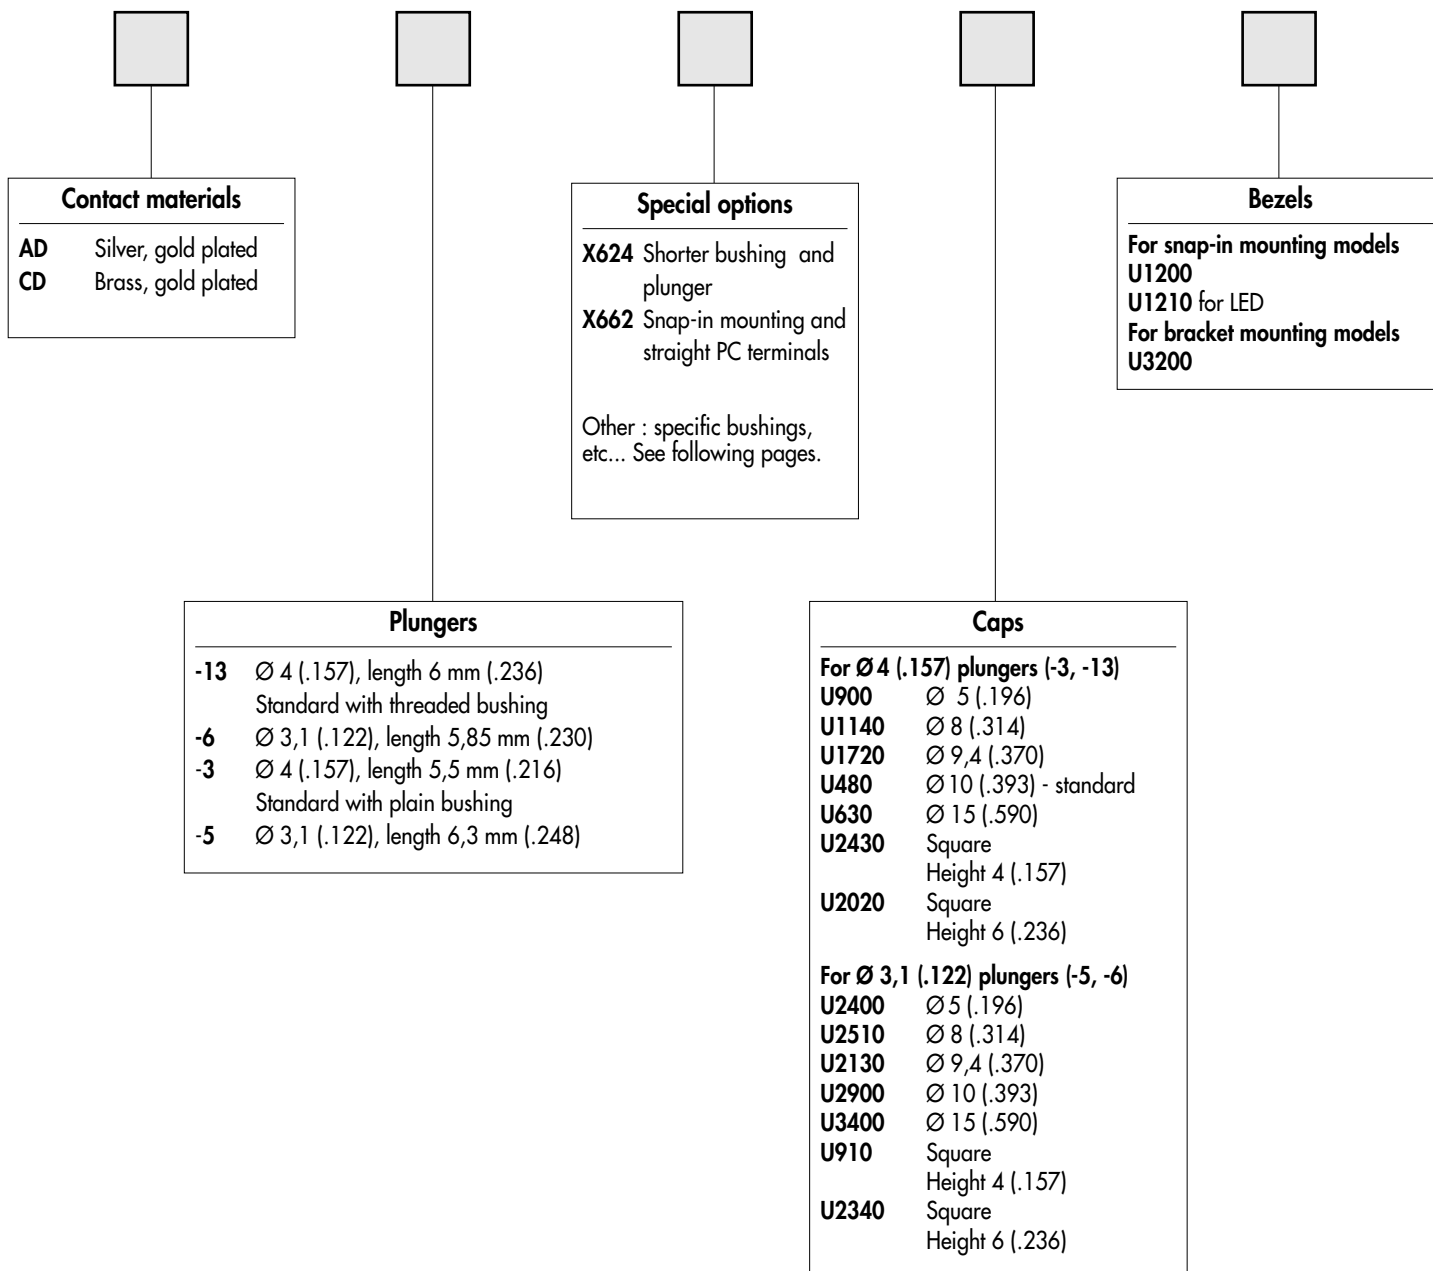 Contact materials
AD Silver, gold plated
CD Brass, gold plated
Special options
X624 Shorter bushing and
plunger
X662 Snap-in mounting and
straight PC terminals
Other : specific bushings,
etc... See following pages.
Bezels
For snap-in mounting models
U1200
U1210 for LED
For bracket mounting models
U3200
Plungers
-13 Ø 4 (.157), length 6 mm (.236)
Standard with threaded bushing
-6 Ø 3,1 (.122), length 5,85 mm (.230)
-3 Ø 4 (.157), length 5,5 mm (.216)
Standard with plain bushing
-5 Ø 3,1 (.122), length 6,3 mm (.248)
Caps
For Ø 4 (.157) plungers (-3, -13)
U900 Ø 5 (.196)
U1140 Ø 8 (.314)
U1720 Ø 9,4 (.370)
U480 Ø 10 (.393) - standard
U630 Ø 15 (.590)
U2430 Square
Height 4 (.157)
U2020 Square
Height 6 (.236)
For Ø 3,1 (.122) plungers (-5, -6)
U2400 Ø 5 (.196)
U2510 Ø 8 (.314)
U2130 Ø 9,4 (.370)
U2900 Ø 10 (.393)
U3400 Ø 15 (.590)
U910 Square
Height 4 (.157)
U2340 Square
Height 6 (.236)